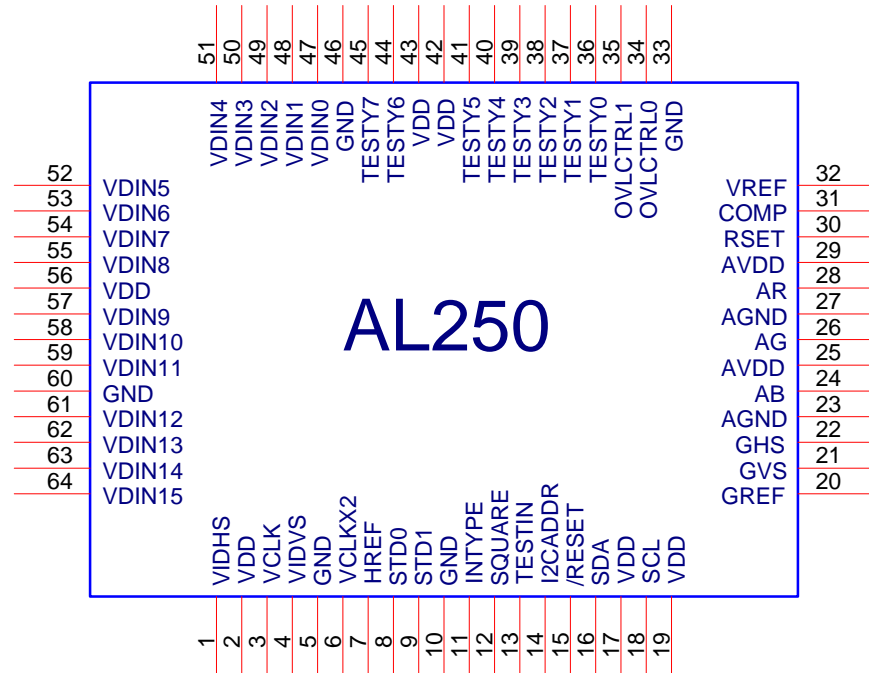 51 50 49 48 47 46 45 44 43 42 41 40 39 38 37 36 35 34 33
VDIN4 VDIN3 VDIN2 VDIN1 VDIN0 GND TESTY7 TESTY6 VDD VDD TESTY5 TESTY4 TESTY3 TESTY2 TESTY1 TESTY0 OVLCTRL1 OVLCTRL0 GND
52 VDIN5 VREF 32
53 VDIN6 COMP 31
54 VDIN7 RSET 30
55 VDIN8 AVDD 29
56 VDD AR 28
57 VDIN9 AGND 27
AL250
58 VDIN10 AG 26
59 VDIN11 AVDD 25
60 GND AB 24
61 VDIN12 AGND 23
62 VDIN13 GHS 22
63 VDIN14 GVS 21
64 VDIN15 GREF 20
VIDHS VDD VCLK VIDVS GND VCLKX2 HREF STD0 STD1 GND INTYPE SQUARE TESTIN I2CADDR /RESET SDA VDD SCL VDD
1 2 3 4 5 6 7 8 9 10 11 12 13 14 15 16 17 18 19